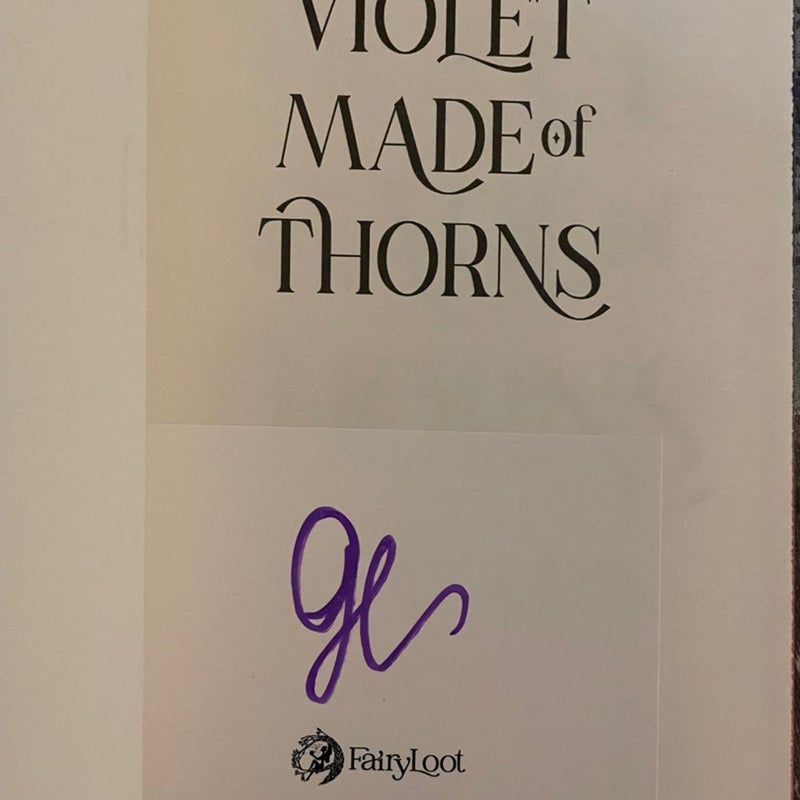 VIOLET
MADE of
THORNS
FairyLoot